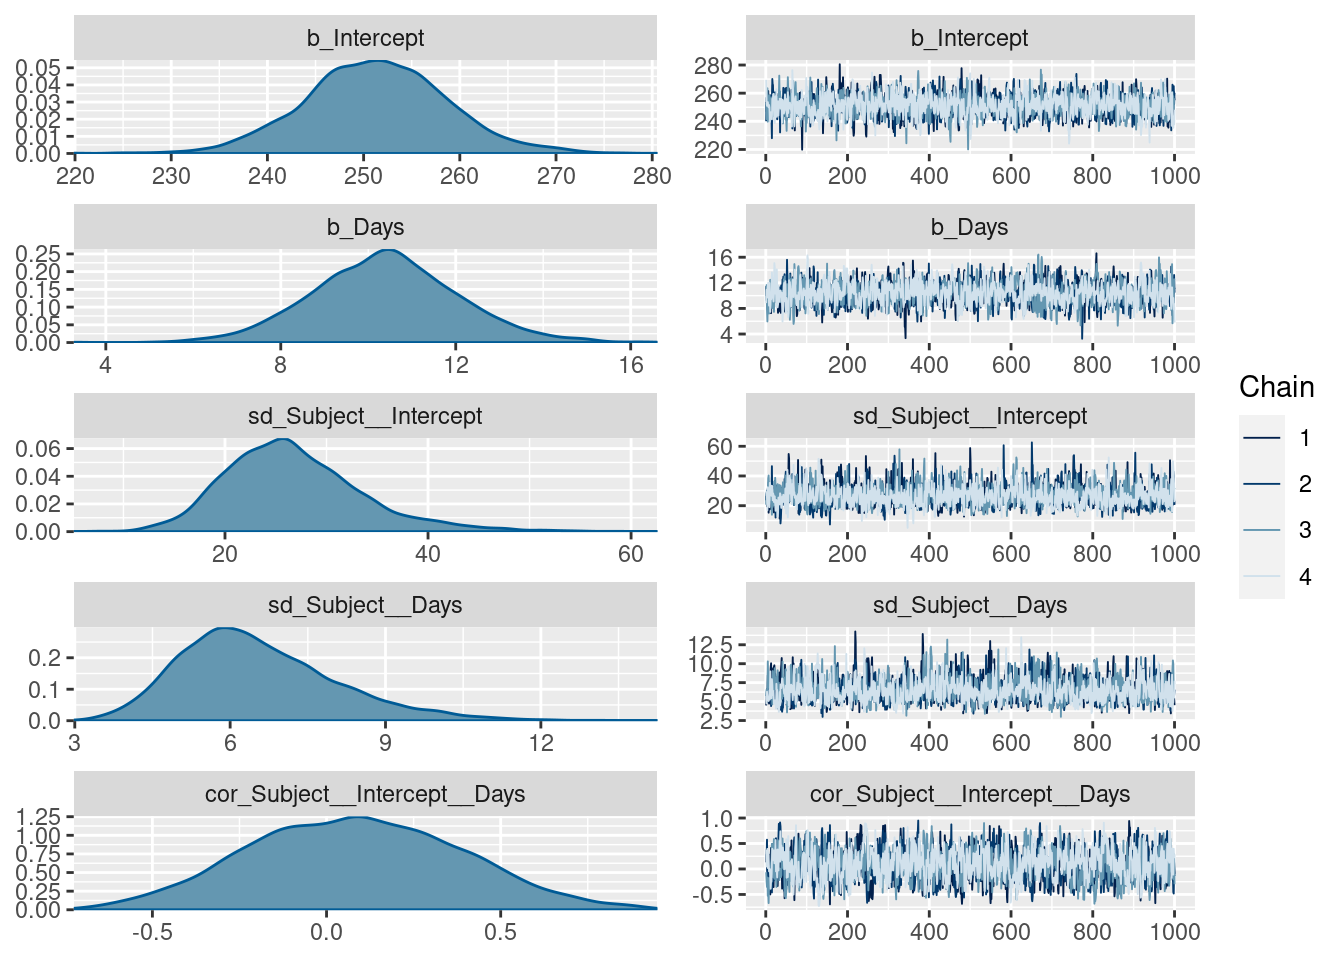 b_Intercept
0.05
0.04
0.03
0.02
0.01
0.00
220 230 240 250 260 270 280
b_Intercept
280
260
240
220
0 200 400 600 800 1000
b_Days
0.25
0.20
0.15
0.10
0.05
0.00
4 8 12 16
b_Days
16
12
8
4
0 200 400 600 800 1000
sd_Subject__Intercept
0.06
0.04
0.02
0.00
20 40 60
sd_Subject__Intercept
60
40
20
0 200 400 600 800 1000
sd_Subject__Days
0.2
0.1
0.0
3 6 9 12
sd_Subject__Days
12.5
10.0
7.5
5.0
2.5
0 200 400 600 800 1000
cor_Subject__Intercept__Days
1.25
1.00
0.75
0.50
0.25
0.00
-0.5 0.0 0.5
cor_Subject__Intercept__Days
1.0
0.5
0.0
-0.5
0 200 400 600 800 1000
Chain
1
2
3
4